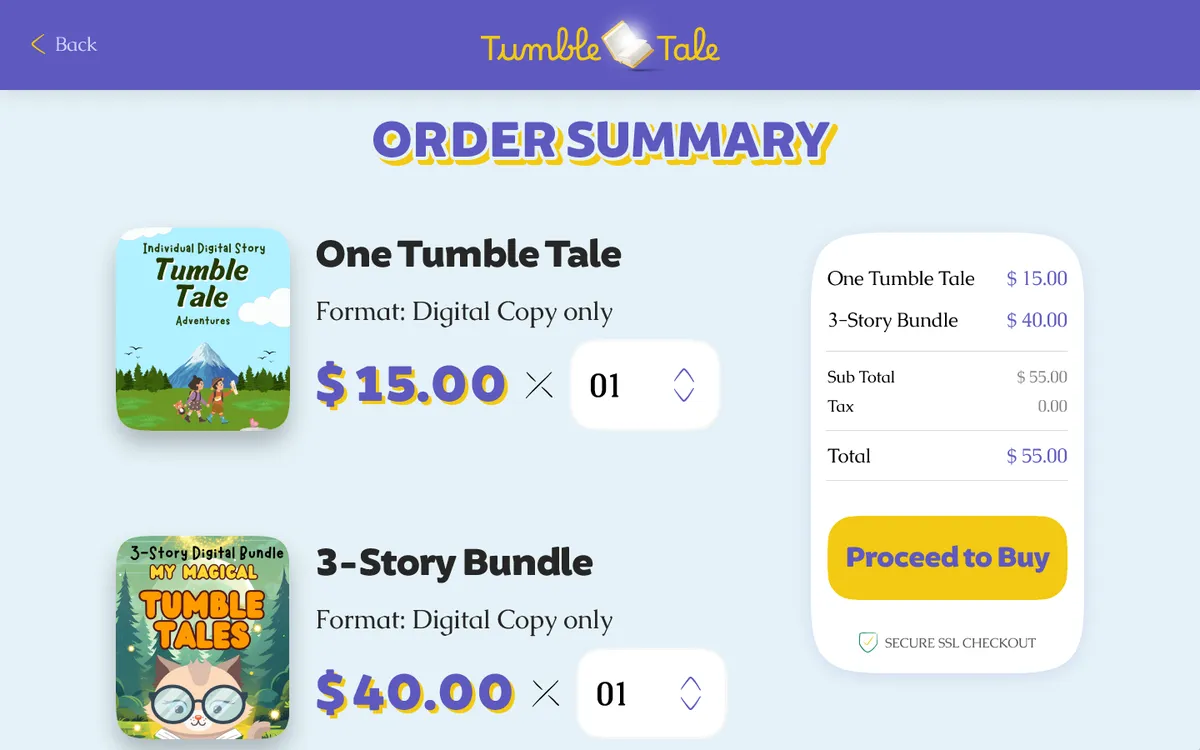 Back
Tumble Tale
ORDER SUMMARY
Individual Digital Story
Tumble
Tale
Adventures
One Tumble Tale
Format: Digital Copy only
$ 15.00
01
3-Story Digital Bundle
MY MAGICAL
TUMBLE
TALES
3-Story Bundle
Format: Digital Copy only
$ 40.00
01
One Tumble Tale $ 15.00
3-Story Bundle $ 40.00
Sub Total $ 55.00
Tax 0.00
Total $ 55.00
Proceed to Buy
SECURE SSL CHECKOUT